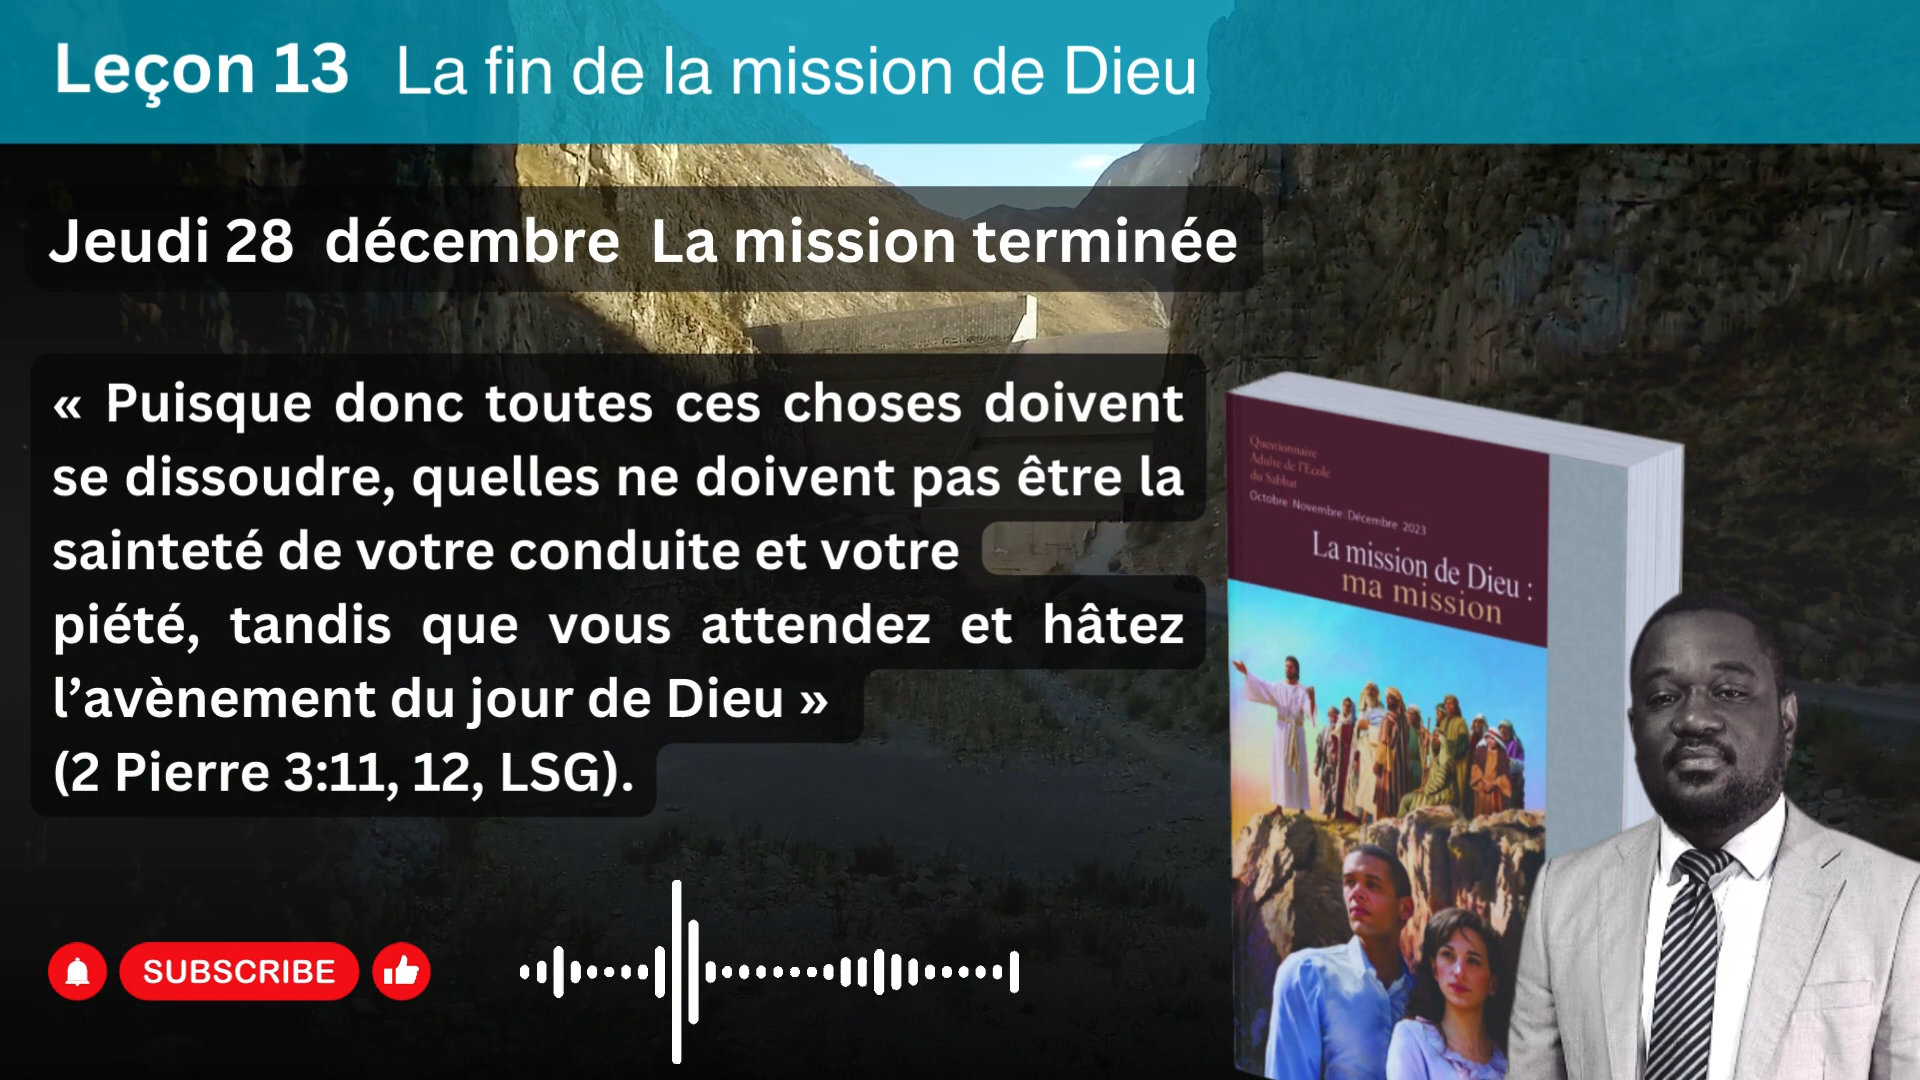 Leçon 13 La fin de la mission de Dieu
Jeudi 28 décembre La mission terminée
« Puisque donc toutes ces choses doivent
se dissoudre, quelles ne doivent pas être la
sainteté de votre conduite et votre
piété, tandis que vous attendez et hâtez
l’avènement du jour de Dieu »
(2 Pierre 3:11, 12, LSG).
Questionnaire
Adulte de l'Ecole
du Sabbat
Octobre Novembre Décembre 2023
La mission de Dieu :
ma mission
SUBSCRIBE